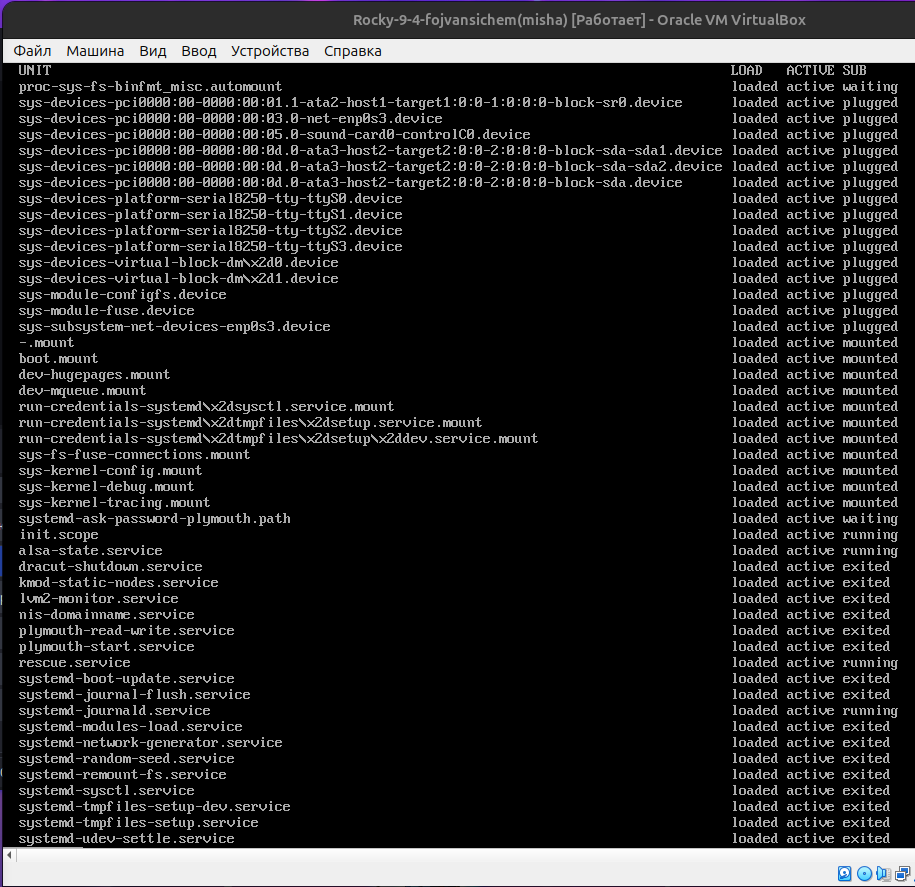 Rocky-9-4-fojvansichem(misha) [Работает] - Oracle VM VirtualBox
Файл Машина Вид Ввод Устройства Справка
UNIT LOAD ACTIVE SUB
proc-sys-fs-binfmt_misc.automount loaded active waiting
sys-devices-pci0000:00-0000:00:01.1-ata2-host1-target1:0:0-1:0:0:0-block-sr0.device loaded active plugged
sys-devices-pci0000:00-0000:00:03.0-net-enp0s3.device loaded active plugged
sys-devices-pci0000:00-0000:00:05.0-sound-card0-controlC0.device loaded active plugged
sys-devices-pci0000:00-0000:00:0d.0-ata3-host2-target2:0:0-2:0:0:0-block-sda-sda1.device loaded active plugged
sys-devices-pci0000:00-0000:00:0d.0-ata3-host2-target2:0:0-2:0:0:0-block-sda-sda2.device loaded active plugged
sys-devices-pci0000:00-0000:00:0d.0-ata3-host2-target2:0:0-2:0:0:0-block-sda.device loaded active plugged
sys-devices-platform-serial8250-tty-ttyS0.device loaded active plugged
sys-devices-platform-serial8250-tty-ttyS1.device loaded active plugged
sys-devices-platform-serial8250-tty-ttyS2.device loaded active plugged
sys-devices-platform-serial8250-tty-ttyS3.device loaded active plugged
sys-devices-virtual-block-dm\x2d0.device loaded active plugged
sys-devices-virtual-block-dm\x2d1.device loaded active plugged
sys-module-configfs.device loaded active plugged
sys-module-fuse.device loaded active plugged
sys-subsystem-net-devices-enp0s3.device loaded active plugged
-.mount loaded active mounted
boot.mount loaded active mounted
dev-hugepages.mount loaded active mounted
dev-mqueue.mount loaded active mounted
run-credentials-systemd\x2dsysctl.service.mount loaded active mounted
run-credentials-systemd\x2dtmpfiles\x2dsetup.service.mount loaded active mounted
run-credentials-systemd\x2dtmpfiles\x2dsetup\x2ddev.service.mount loaded active mounted
sys-fs-fuse-connections.mount loaded active mounted
sys-kernel-config.mount loaded active mounted
sys-kernel-debug.mount loaded active mounted
sys-kernel-tracing.mount loaded active mounted
systemd-ask-password-plymouth.path loaded active waiting
init.scope loaded active running
alsa-state.service loaded active running
dracut-shutdown.service loaded active exited
kmod-static-nodes.service loaded active exited
lvm2-monitor.service loaded active exited
nis-domainname.service loaded active exited
plymouth-read-write.service loaded active exited
plymouth-start.service loaded active exited
rescue.service loaded active running
systemd-boot-update.service loaded active exited
systemd-journal-flush.service loaded active exited
systemd-journald.service loaded active running
systemd-modules-load.service loaded active exited
systemd-network-generator.service loaded active exited
systemd-random-seed.service loaded active exited
systemd-remount-fs.service loaded active exited
systemd-sysctl.service loaded active exited
systemd-tmpfiles-setup-dev.service loaded active exited
systemd-tmpfiles-setup.service loaded active exited
systemd-udev-settle.service loaded active exited